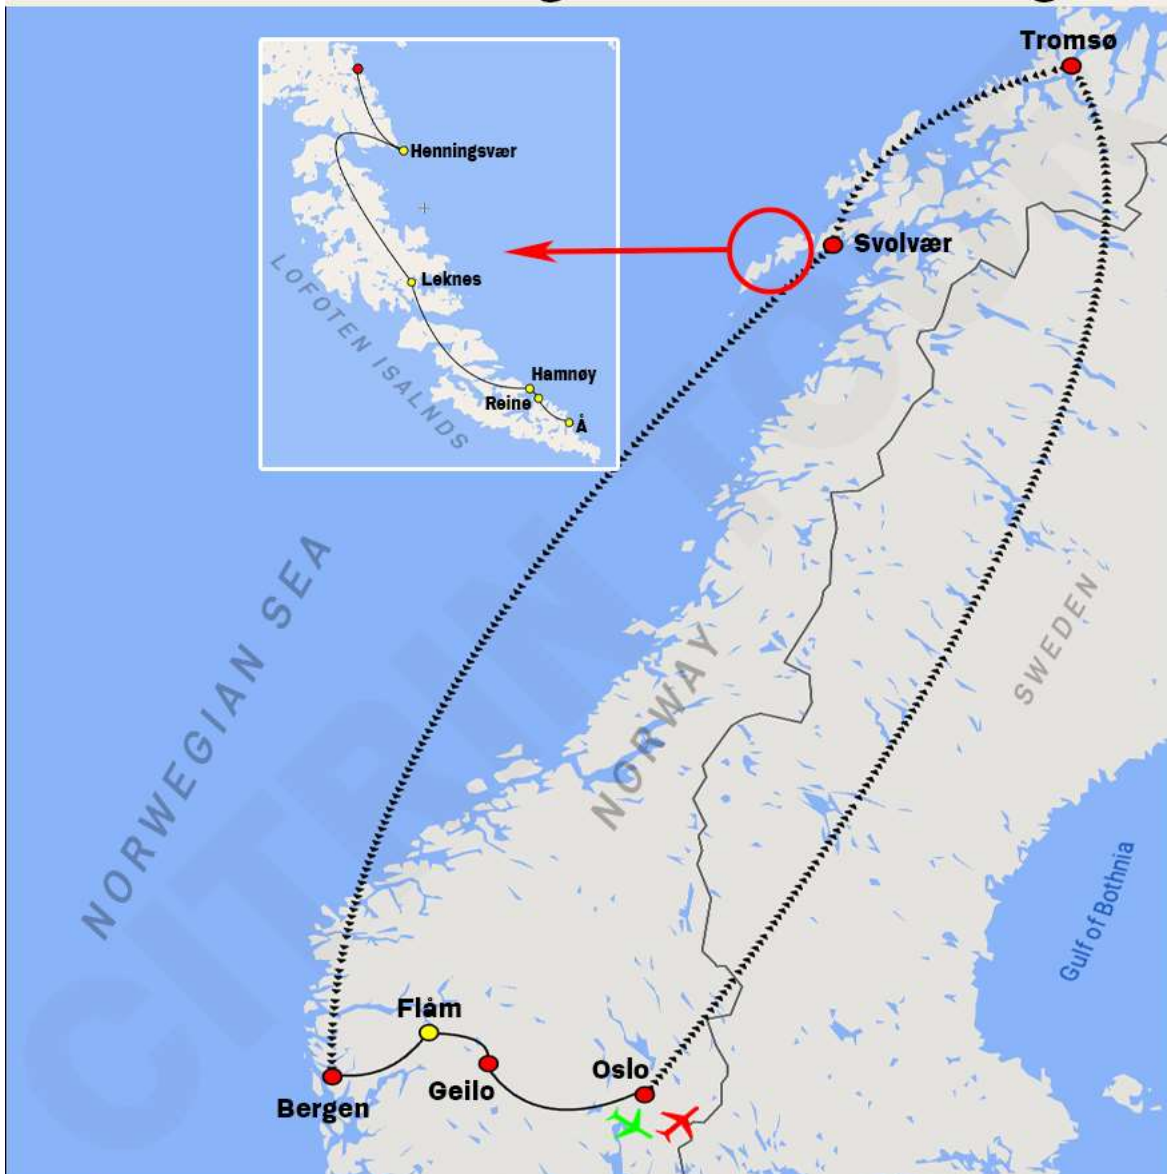 Tromsø
Svolvær
Henningsvær
Leknes
Hamnøy
Reine
Å
LOFOTEN ISALNDS
NORWEGIAN SEA
NORWAY
SWEDEN
Gulf of Bothnia
Flåm
Bergen
Geilo
Oslo